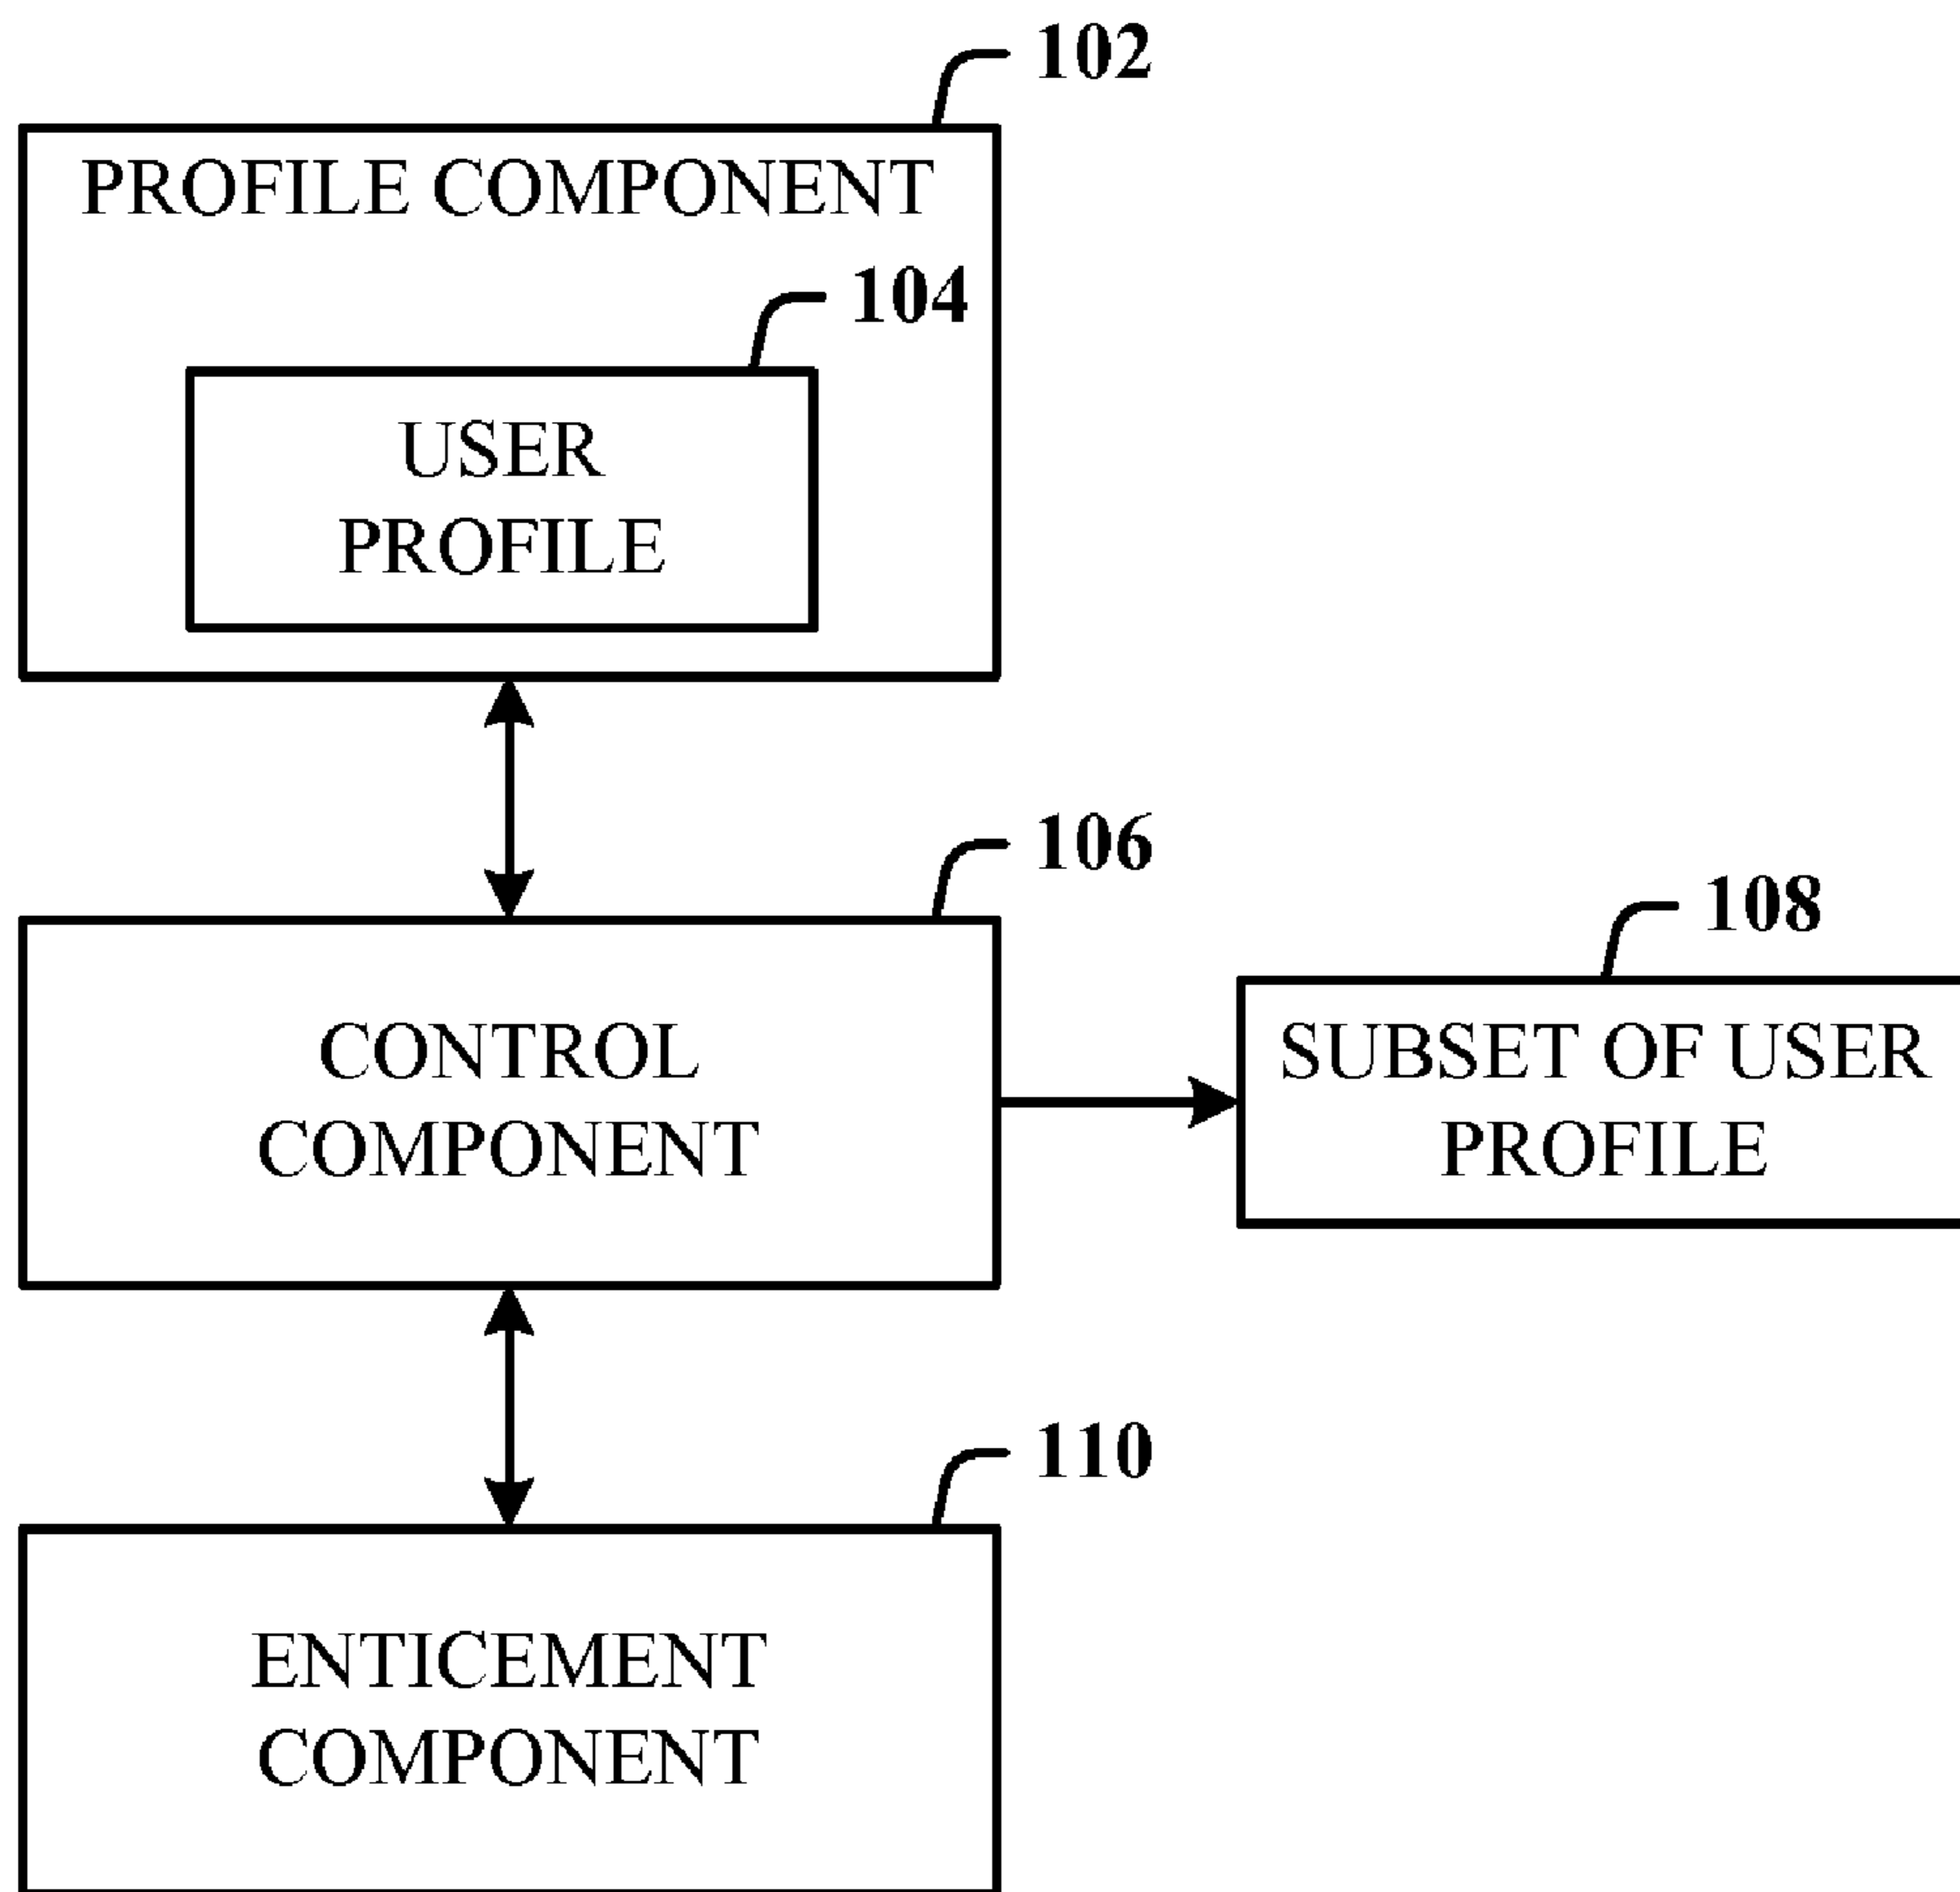 102
PROFILE COMPONENT
104
USER
PROFILE
106
CONTROL
COMPONENT
108
SUBSET OF USER
PROFILE
110
ENTICEMENT
COMPONENT